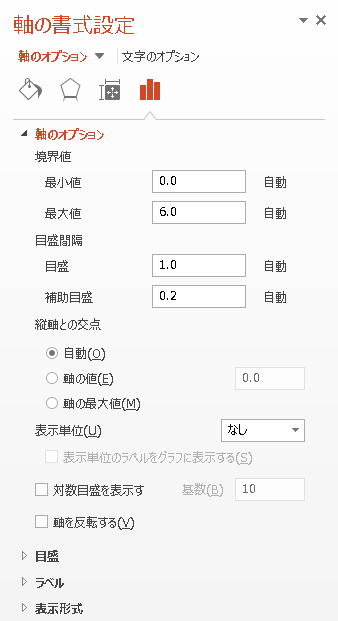 軸の書式設定
軸のオプション 文字のオプション
軸のオプション
境界値
最小値 0.0 自動
最大値 6.0 自動
目盛間隔
目盛 1.0 自動
補助目盛 0.2 自動
縦軸との交点
自動(O)
軸の値(E) 0.0
軸の最大値(M)
表示単位(U) なし
表示単位のラベルをグラフに表示する(S)
対数目盛を表示す 基数(B) 10
軸を反転する(V)
目盛
ラベル
表示形式